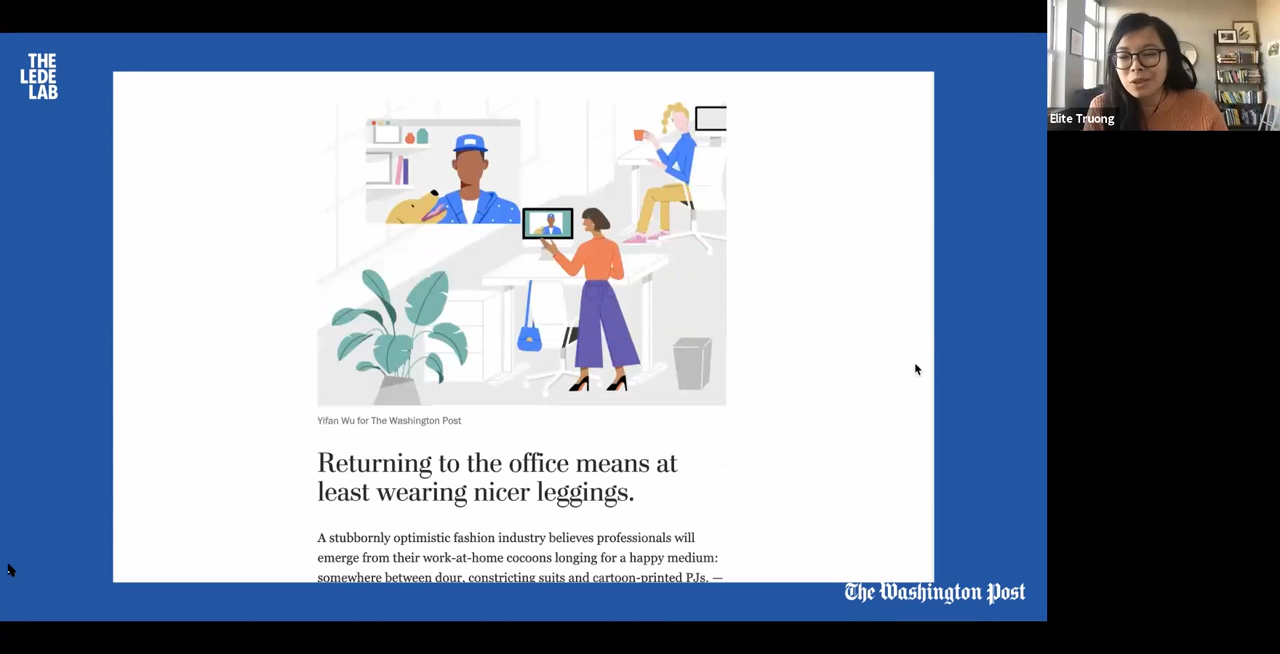 THE
LEDE
LAB
Elite Truong
Yifan Wu for The Washington Post
Returning to the office means at
least wearing nicer leggings.
A stubbornly optimistic fashion industry believes professionals will
emerge from their work-at-home cocoons longing for a happy medium:
somewhere between dour, constricting suits and cartoon-printed PJs. —
The Washington Post